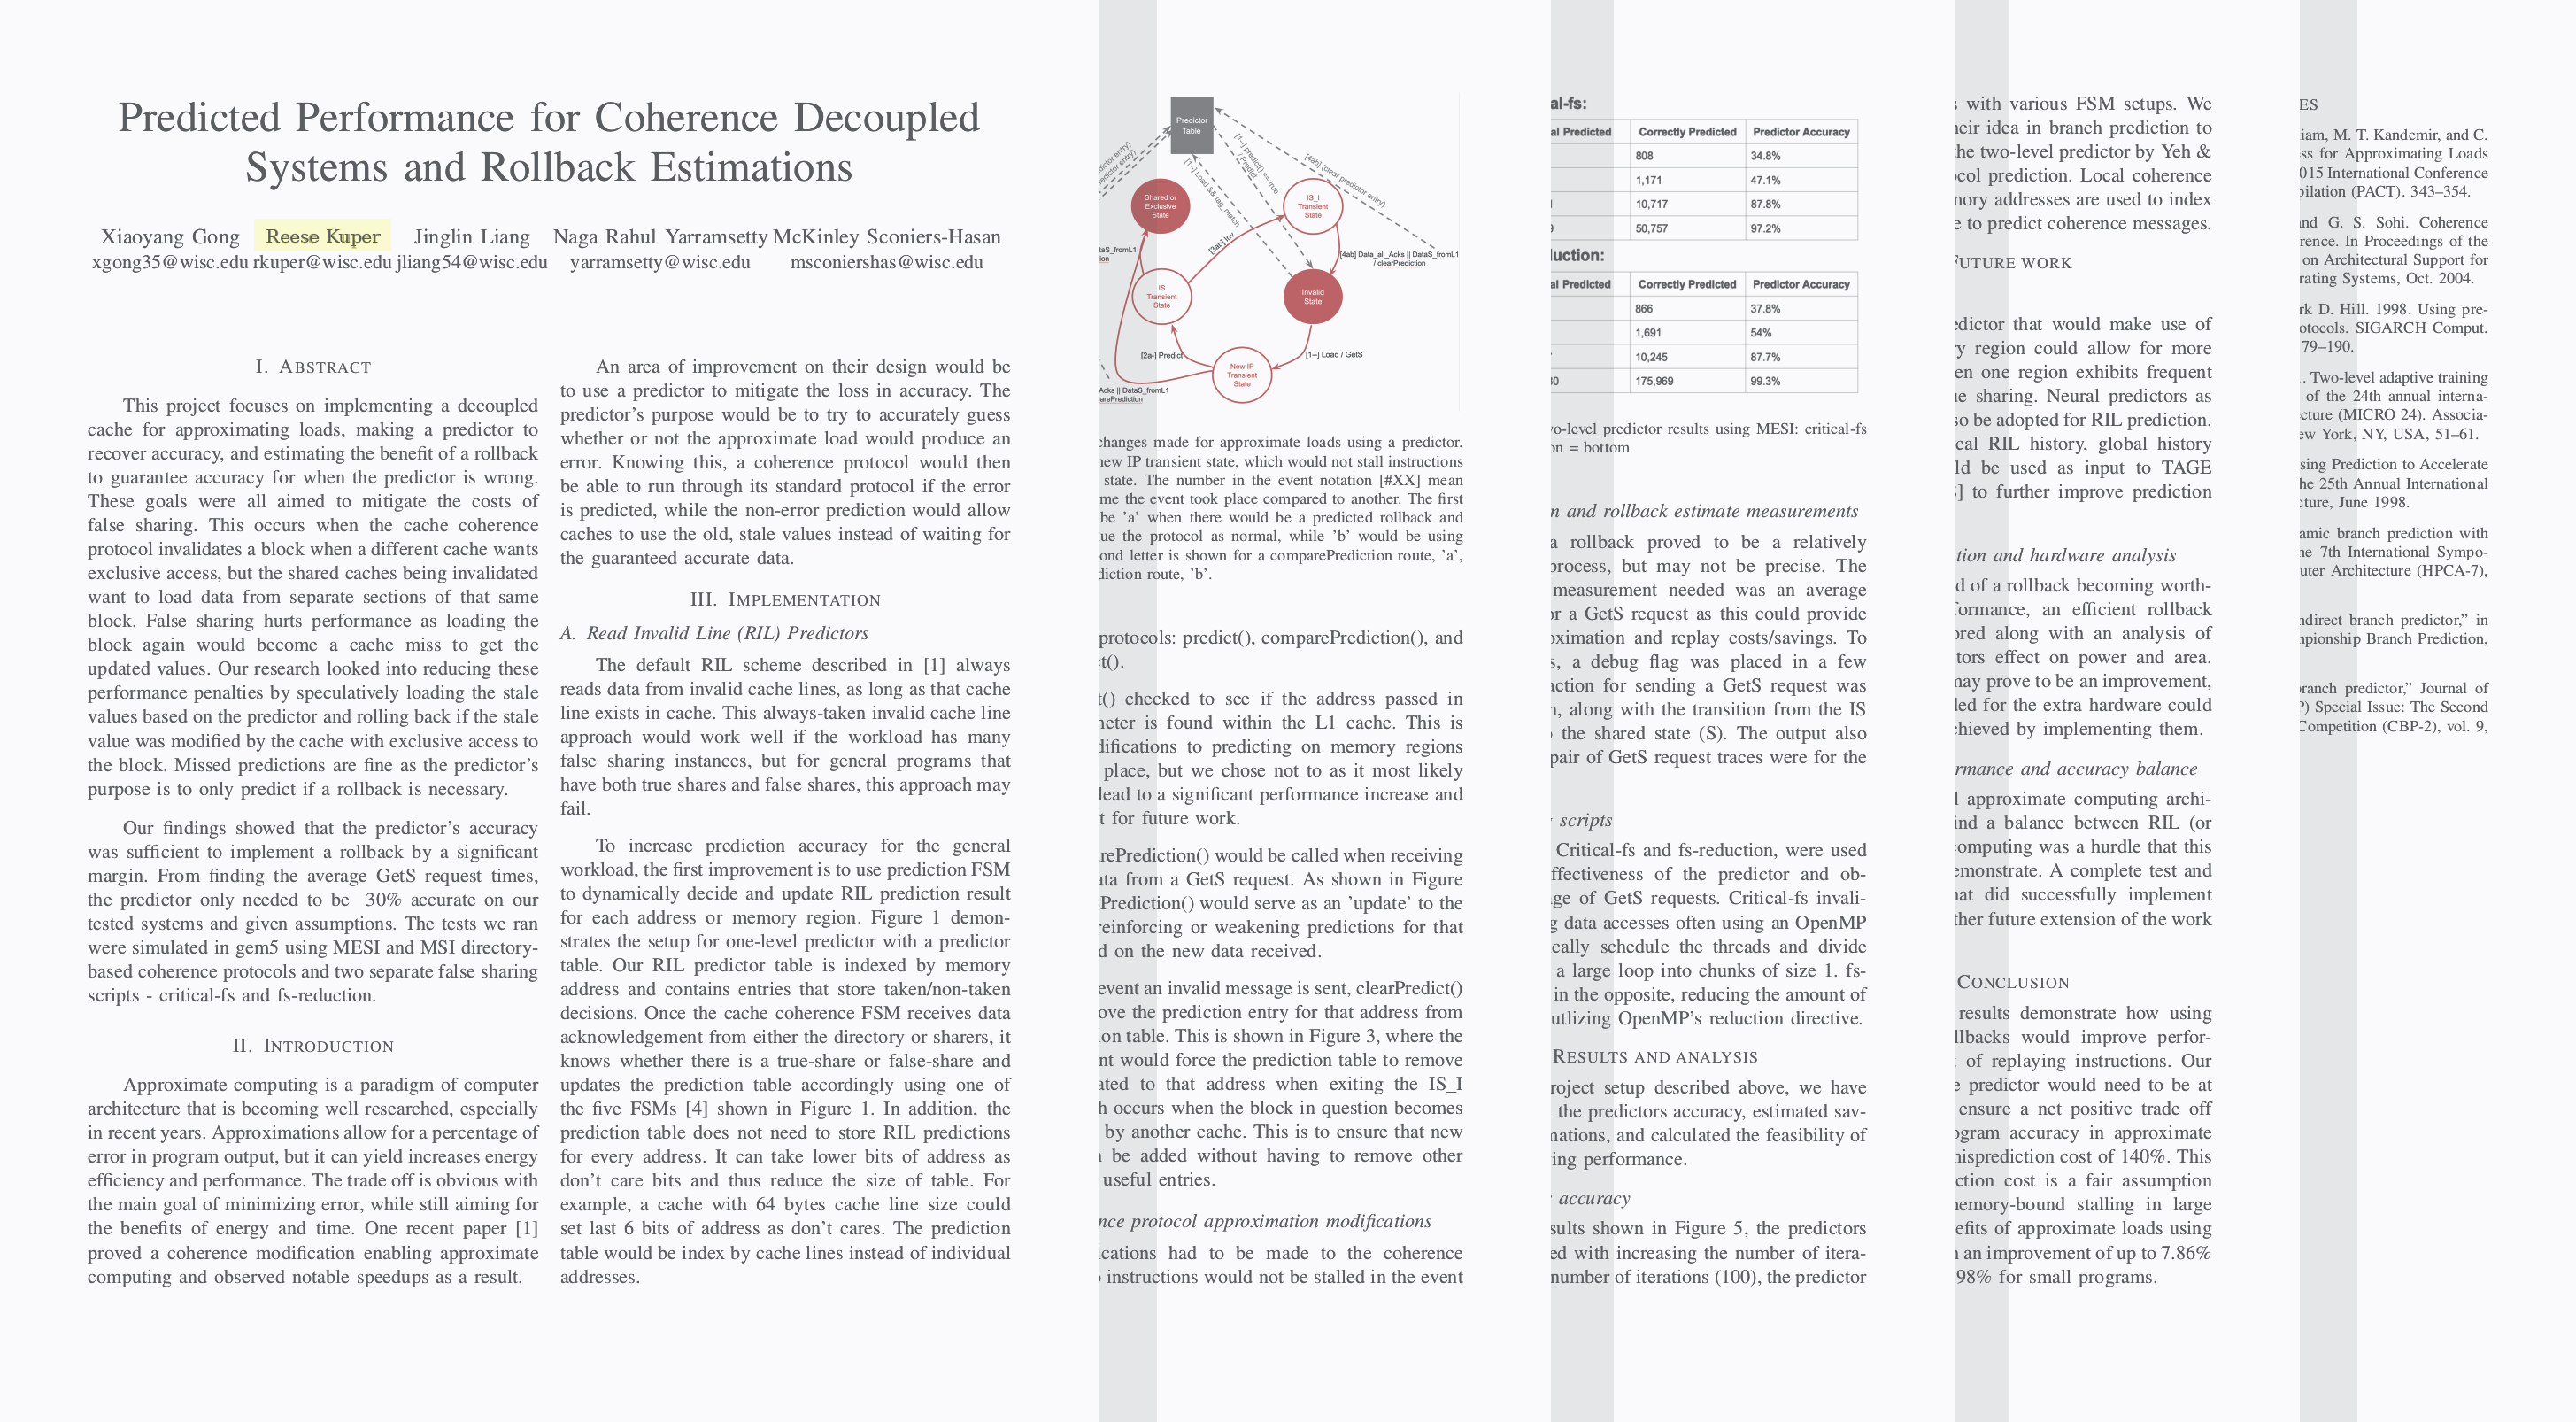 Predicted Performance for Coherence Decoupled
Systems and Rollback Estimations
Xiaoyang Gong
xgong35@wisc.edu
Reese Kuper
rkuper@wisc.edu
Jinglin Liang
jliang54@wisc.edu
Naga Rahul Yarramsetty
yarramsetty@wisc.edu
McKinley Sconiers-Hasan
msconiershas@wisc.edu
I. ABSTRACT
This project focuses on implementing a decoupled
cache for approximating loads, making a predictor to
recover accuracy, and estimating the benefit of a rollback
to guarantee accuracy for when the predictor is wrong.
These goals were all aimed to mitigate the costs of
false sharing. This occurs when the cache coherence
protocol invalidates a block when a different cache wants
exclusive access, but the shared caches being invalidated
want to load data from separate sections of that same
block. False sharing hurts performance as loading the
block again would become a cache miss to get the
updated values. Our research looked into reducing these
performance penalties by speculatively loading the stale
values based on the predictor and rolling back if the stale
value was modified by the cache with exclusive access to
the block. Missed predictions are fine as the predictor's
purpose is to only predict if a rollback is necessary.
Our findings showed that the predictor's accuracy
was sufficient to implement a rollback by a significant
margin. From finding the average GetS request times,
the predictor only needed to be 30% accurate on our
tested systems and given assumptions. The tests we ran
were simulated in gem5 using MESI and MSI directory-
based coherence protocols and two separate false sharing
scripts - critical-fs and fs-reduction.
II. INTRODUCTION
Approximate computing is a paradigm of computer
architecture that is becoming well researched, especially
in recent years. Approximations allow for a percentage of
error in program output, but it can yield increases energy
efficiency and performance. The trade off is obvious with
the main goal of minimizing error, while still aiming for
the benefits of energy and time. One recent paper [1]
proved a coherence modification enabling approximate
computing and observed notable speedups as a result.
An area of improvement on their design would be
to use a predictor to mitigate the loss in accuracy. The
predictor's purpose would be to try to accurately guess
whether or not the approximate load would produce an
error. Knowing this, a coherence protocol would then
be able to run through its standard protocol if the error
is predicted, while the non-error prediction would allow
caches to use the old, stale values instead of waiting for
the guaranteed accurate data.
III. IMPLEMENTATION
A. Read Invalid Line (RIL) Predictors
The default RIL scheme described in [1] always
reads data from invalid cache lines, as long as that cache
line exists in cache. This always-taken invalid cache line
approach would work well if the workload has many
false sharing instances, but for general programs that
have both true shares and false shares, this approach may
fail.
To increase prediction accuracy for the general
workload, the first improvement is to use prediction FSM
to dynamically decide and update RIL prediction result
for each address or memory region. Figure 1 demon-
strates the setup for one-level predictor with a predictor
table. Our RIL predictor table is indexed by memory
address and contains entries that store taken/non-taken
decisions. Once the cache coherence FSM receives data
acknowledgement from either the directory or sharers, it
knows whether there is a true-share or false-share and
updates the prediction table accordingly using one of
the five FSMs [4] shown in Figure 1. In addition, the
prediction table does not need to store RIL predictions
for every address. It can take lower bits of address as
don't care bits and thus reduce the size of table. For
example, a cache with 64 bytes cache line size could
set last 6 bits of address as don't cares. The prediction
table would be index by cache lines instead of individual
addresses.
Predictor
Table
[1--] predict() == true
/ Predict
[1--] Load && tag_match
[4ab] (clear predictor entry)
Shared or
Exclusive
State
IS_I
Transient
State
[3ab] Inv
[4ab] Data_all_Acks || DataS_fromL1
/ clearPrediction
IS
Transient
State
Invalid
State
[2a-] Predict
[1--] Load / GetS
New IP
Transient
State
Acks || DataS_fromL1
changes made for approximate loads using a predictor.
new IP transient state, which would not stall instructions
state. The number in the event notation [#XX] mean
me the event took place compared to another. The first
be 'a' when there would be a predicted rollback and
ue the protocol as normal, while 'b' would be using
ond letter is shown for a comparePrediction route, 'a',
diction route, 'b'.
protocols: predict(), comparePrediction(), and
ct().
t() checked to see if the address passed in
meter is found within the L1 cache. This is
difications to predicting on memory regions
place, but we chose not to as it most likely
lead to a significant performance increase and
t for future work.
arePrediction() would be called when receiving
ata from a GetS request. As shown in Figure
ePrediction() would serve as an 'update' to the
reinforcing or weakening predictions for that
d on the new data received.
event an invalid message is sent, clearPredict()
ove the prediction entry for that address from
ion table. This is shown in Figure 3, where the
nt would force the prediction table to remove
ated to that address when exiting the IS_I
h occurs when the block in question becomes
by another cache. This is to ensure that new
n be added without having to remove other
useful entries.
nce protocol approximation modifications
ications had to be made to the coherence
instructions would not be stalled in the event
al-fs:
al Predicted Correctly Predicted Predictor Accuracy
808 34.8%
1,171 47.1%
10,717 87.8%
9 50,757 97.2%
duction:
al Predicted Correctly Predicted Predictor Accuracy
866 37.8%
1,691 54%
10,245 87.7%
30 175,969 99.3%
vo-level predictor results using MESI: critical-fs
on = bottom
n and rollback estimate measurements
a rollback proved to be a relatively
process, but may not be precise. The
measurement needed was an average
or a GetS request as this could provide
oximation and replay costs/savings. To
s, a debug flag was placed in a few
action for sending a GetS request was
n, along with the transition from the IS
the shared state (S). The output also
pair of GetS request traces were for the
scripts
Critical-fs and fs-reduction, were used
effectiveness of the predictor and ob-
ge of GetS requests. Critical-fs invali-
g data accesses often using an OpenMP
ically schedule the threads and divide
a large loop into chunks of size 1. fs-
in the opposite, reducing the amount of
utlizing OpenMP's reduction directive.
RESULTS AND ANALYSIS
roject setup described above, we have
the predictors accuracy, estimated sav-
mations, and calculated the feasibility of
ing performance.
accuracy
sults shown in Figure 5, the predictors
ed with increasing the number of itera-
number of iterations (100), the predictor
s with various FSM setups. We
heir idea in branch prediction to
the two-level predictor by Yeh &
ocol prediction. Local coherence
mory addresses are used to index
e to predict coherence messages.
FUTURE WORK
edictor that would make use of
ry region could allow for more
en one region exhibits frequent
ue sharing. Neural predictors as
so be adopted for RIL prediction.
cal RIL history, global history
ld be used as input to TAGE
] to further improve prediction
tion and hardware analysis
d of a rollback becoming worth-
formance, an efficient rollback
ored along with an analysis of
ctors effect on power and area.
may prove to be an improvement,
ded for the extra hardware could
chieved by implementing them.
rmance and accuracy balance
l approximate computing archi-
ind a balance between RIL (or
computing was a hurdle that this
emonstrate. A complete test and
hat did successfully implement
ther future extension of the work
CONCLUSION
results demonstrate how using
llbacks would improve perfor-
t of replaying instructions. Our
e predictor would need to be at
ensure a net positive trade off
ogram accuracy in approximate
misprediction cost of 140%. This
ction cost is a fair assumption
memory-bound stalling in large
efits of approximate loads using
n an improvement of up to 7.86%
98% for small programs.
ES
iam, M. T. Kandemir, and C.
ss for Approximating Loads
015 International Conference
pilation (PACT). 343–354.
and G. S. Sohi. Coherence
rence. In Proceedings of the
on Architectural Support for
rating Systems, Oct. 2004.
rk D. Hill. 1998. Using pre-
otocols. SIGARCH Comput.
79–190.
. Two-level adaptive training
of the 24th annual interna-
cture (MICRO 24). Associa-
ew York, NY, USA, 51–61.
sing Prediction to Accelerate
he 25th Annual International
cture, June 1998.
amic branch prediction with
he 7th International Sympo-
uter Architecture (HPCA-7),
ndirect branch predictor," in
mpionship Branch Prediction,
branch predictor," Journal of
P) Special Issue: The Second
Competition (CBP-2), vol. 9,